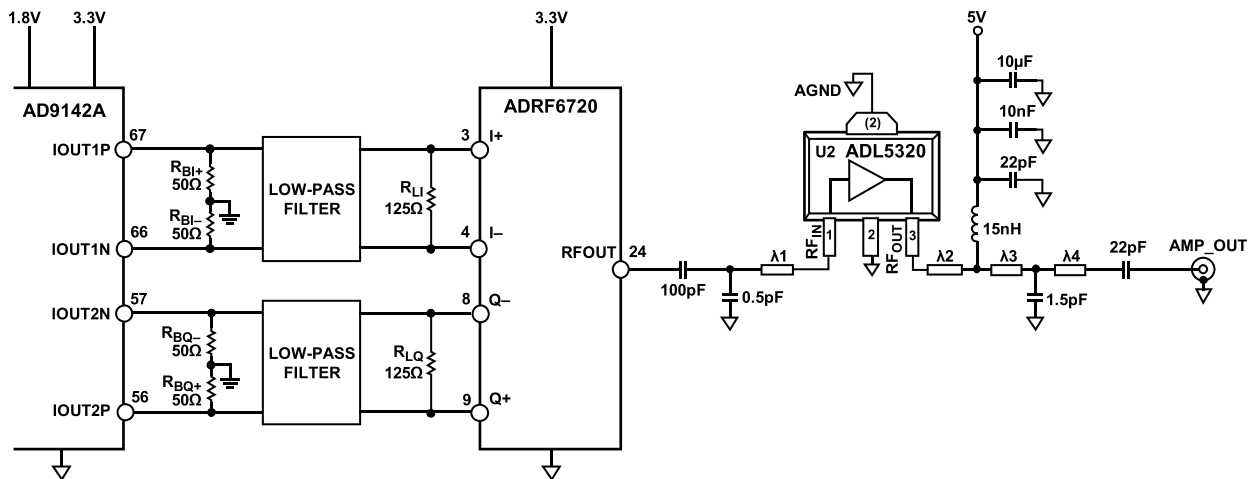 1.8V
3.3V
AD9142A
IOUT1P
67
IOUT1N
66
IOUT2N
57
IOUT2P
56
RBI+
50Ω
RBI–
50Ω
RBQ–
50Ω
RBQ+
50Ω
LOW-PASS
FILTER
LOW-PASS
FILTER
RLI
125Ω
RLQ
125Ω
3.3V
ADRF6720
3
I+
4
I–
8
Q–
9
Q+
RFOUT
24
100pF
0.5pF
λ1
AGND
(2)
U2 ADL5320
RFIN
1
2
RFOUT
3
λ2
5V
10µF
10nF
22pF
15nH
λ3
λ4
1.5pF
22pF
AMP_OUT